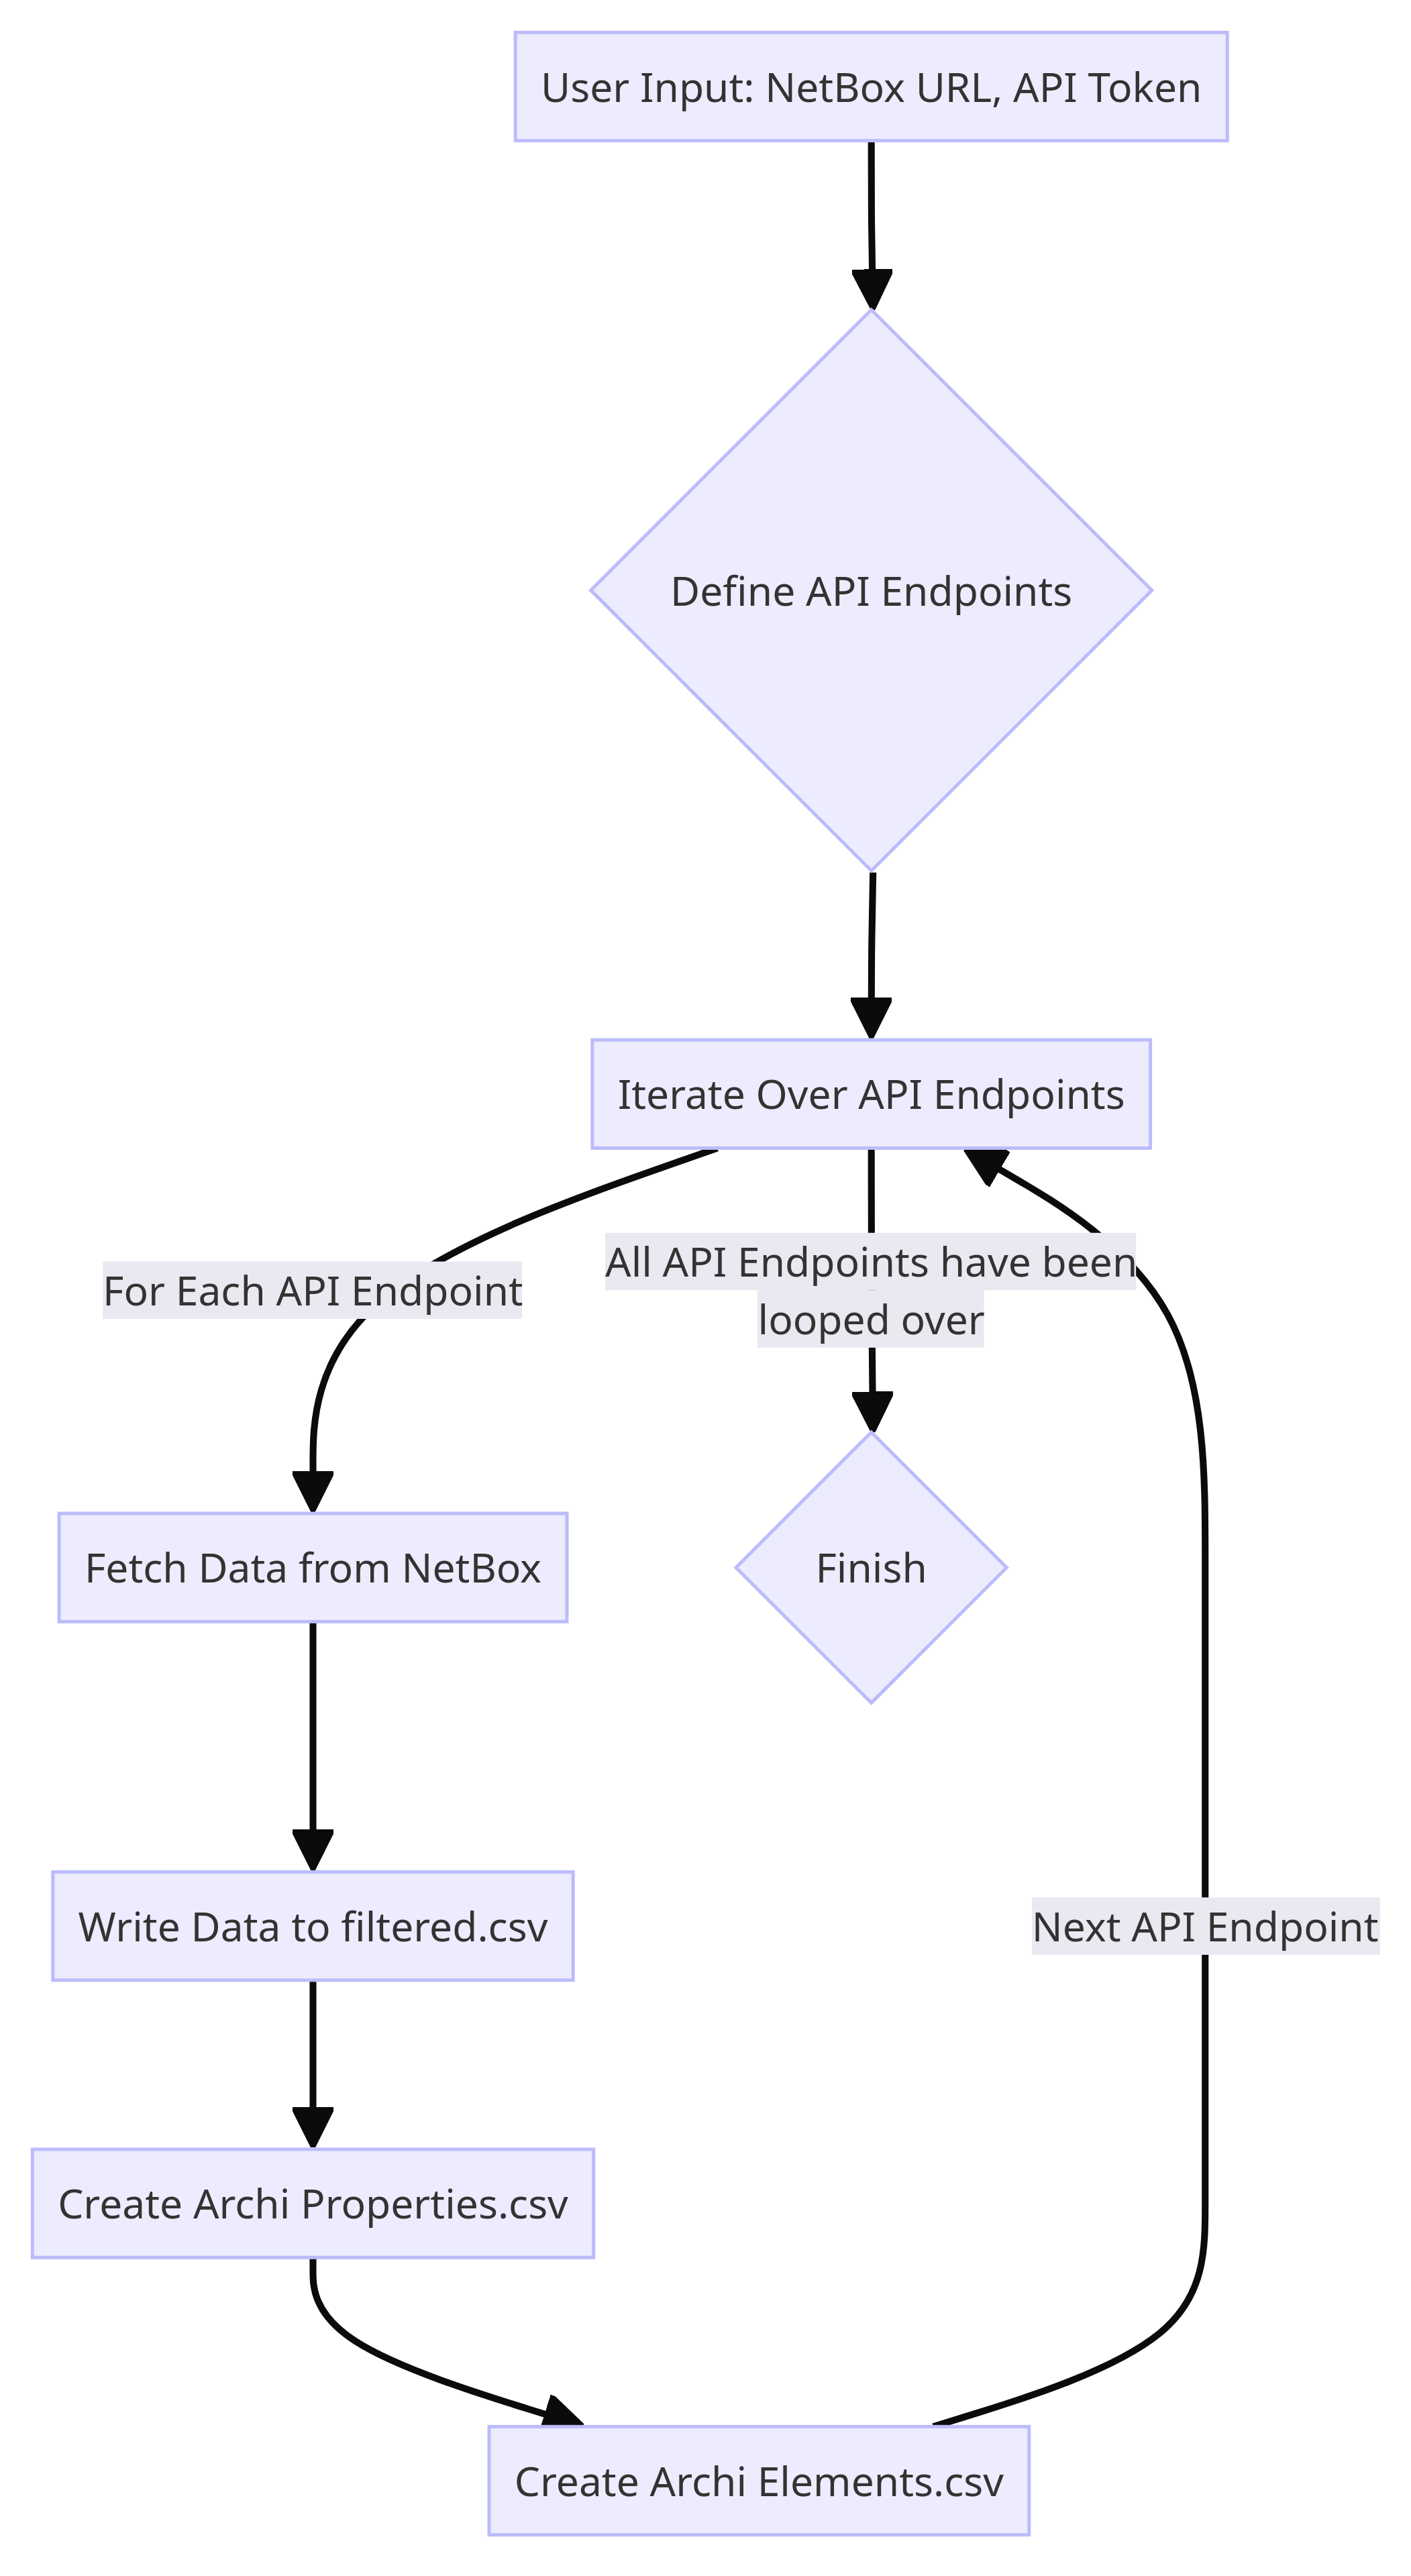 User Input: NetBox URL, API Token
Define API Endpoints
Iterate Over API Endpoints
For Each API Endpoint
All API Endpoints have been
looped over
Fetch Data from NetBox
Finish
Write Data to filtered.csv
Next API Endpoint
Create Archi Properties.csv
Create Archi Elements.csv